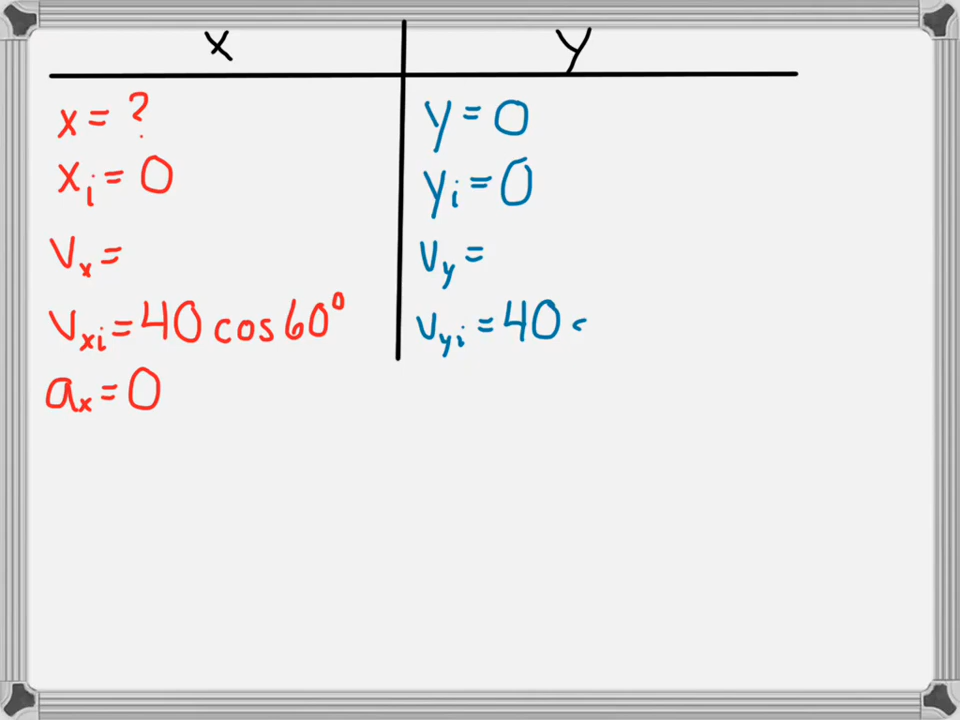 x y
x = ? y = 0
xi = 0 yi = 0
vx = vy =
vxi = 40 cos 60° vyi = 40
ax = 0